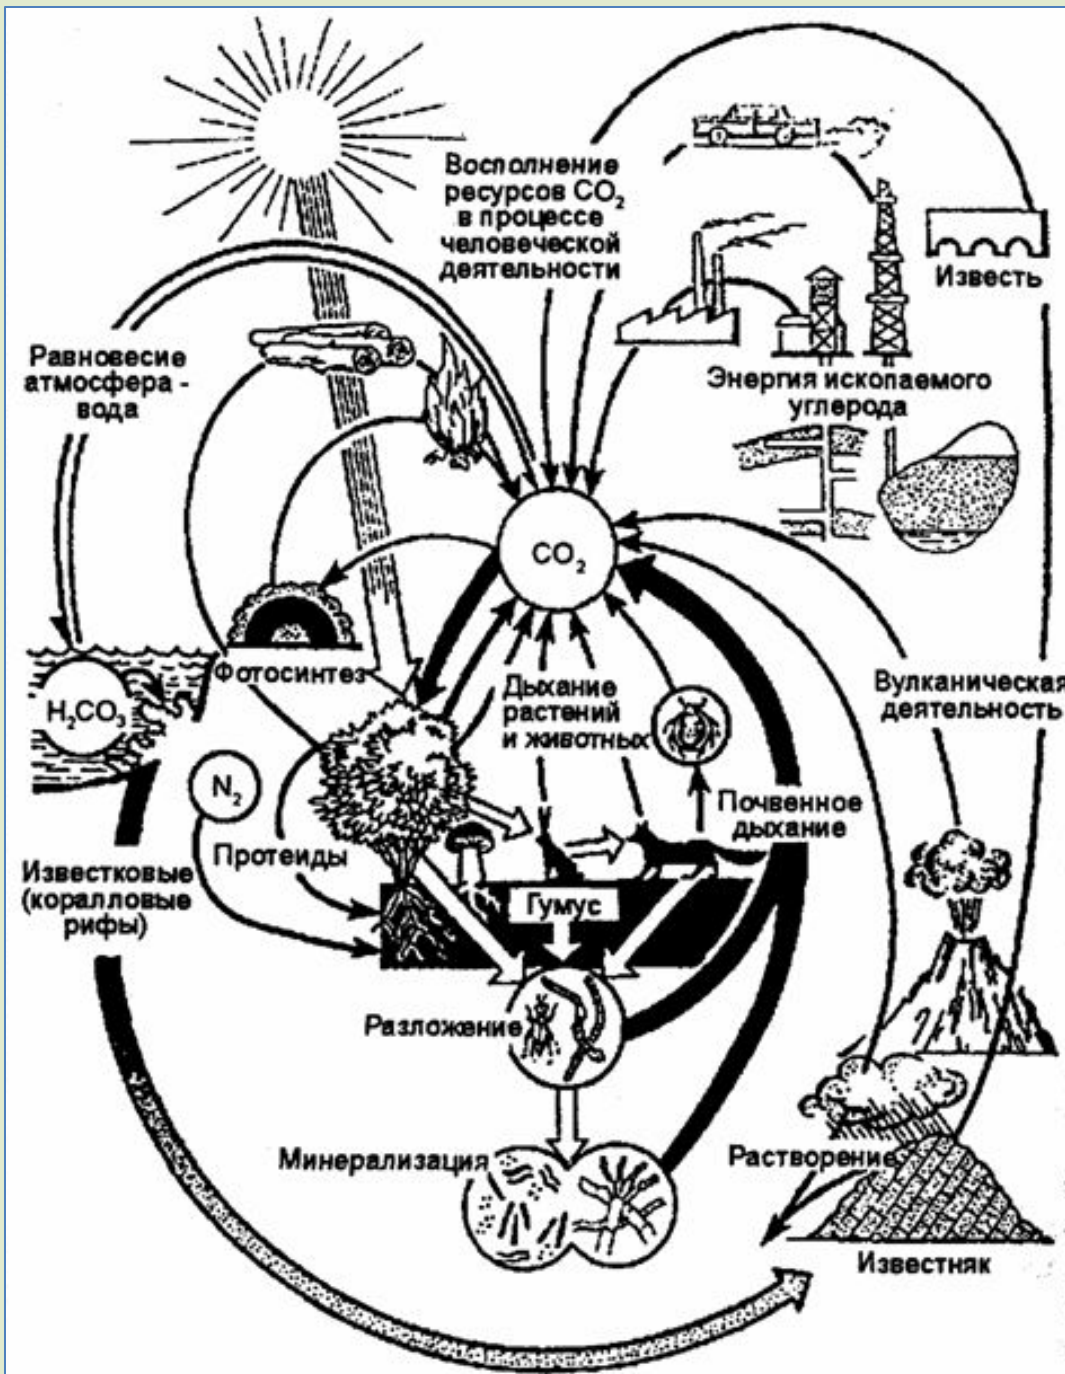 Восполнение
ресурсов CO₂
в процессе
человеческой
деятельности
Известь
Равновесие
атмосфера -
вода
Энергия ископаемого
углерода
CO₂
Фотосинтез
H₂CO₃
Дыхание
растений
и животных
Вулканическая
деятельность
N₂
Протеиды
Почвенное
дыхание
Известковые
(коралловые
рифы)
Гумус
Разложение
Минерализация
Растворение
Известняк